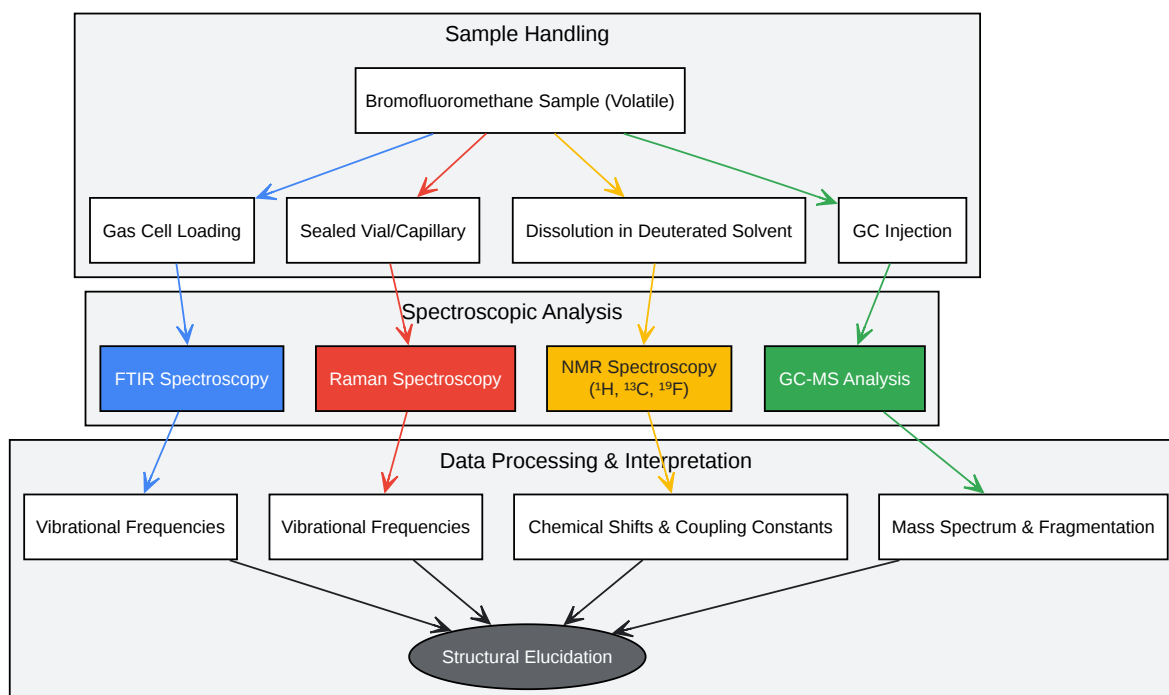 Sample Handling
Bromofluoromethane Sample (Volatile)
Gas Cell Loading
Sealed Vial/Capillary
Dissolution in Deuterated Solvent
GC Injection
Spectroscopic Analysis
FTIR Spectroscopy
Raman Spectroscopy
NMR Spectroscopy
(¹H, ¹³C, ¹⁹F)
GC-MS Analysis
Data Processing & Interpretation
Vibrational Frequencies
Vibrational Frequencies
Chemical Shifts & Coupling Constants
Mass Spectrum & Fragmentation
Structural Elucidation